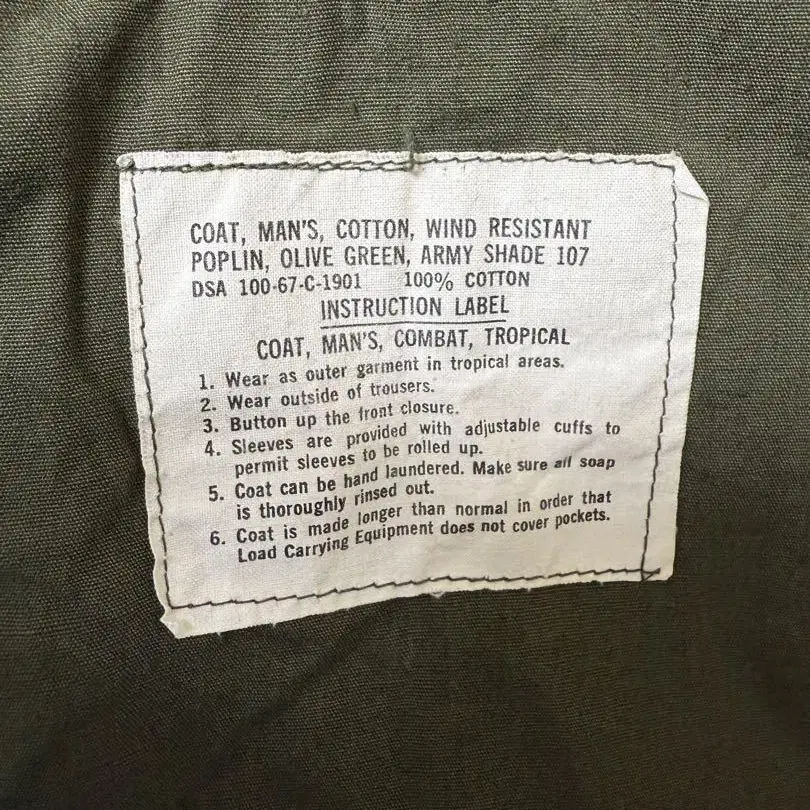 COAT, MAN'S, COTTON, WIND RESISTANT
POPLIN, OLIVE GREEN, ARMY SHADE 107
DSA 100-67-C-1901 100% COTTON
INSTRUCTION LABEL
COAT, MAN'S, COMBAT, TROPICAL
1. Wear as outer garment in tropical areas.
2. Wear outside of trousers.
3. Button up the front closure.
4. Sleeves are provided with adjustable cuffs to
permit sleeves to be rolled up.
5. Coat can be hand laundered. Make sure all soap
is thoroughly rinsed out.
6. Coat is made longer than normal in order that
Load Carrying Equipment does not cover pockets.